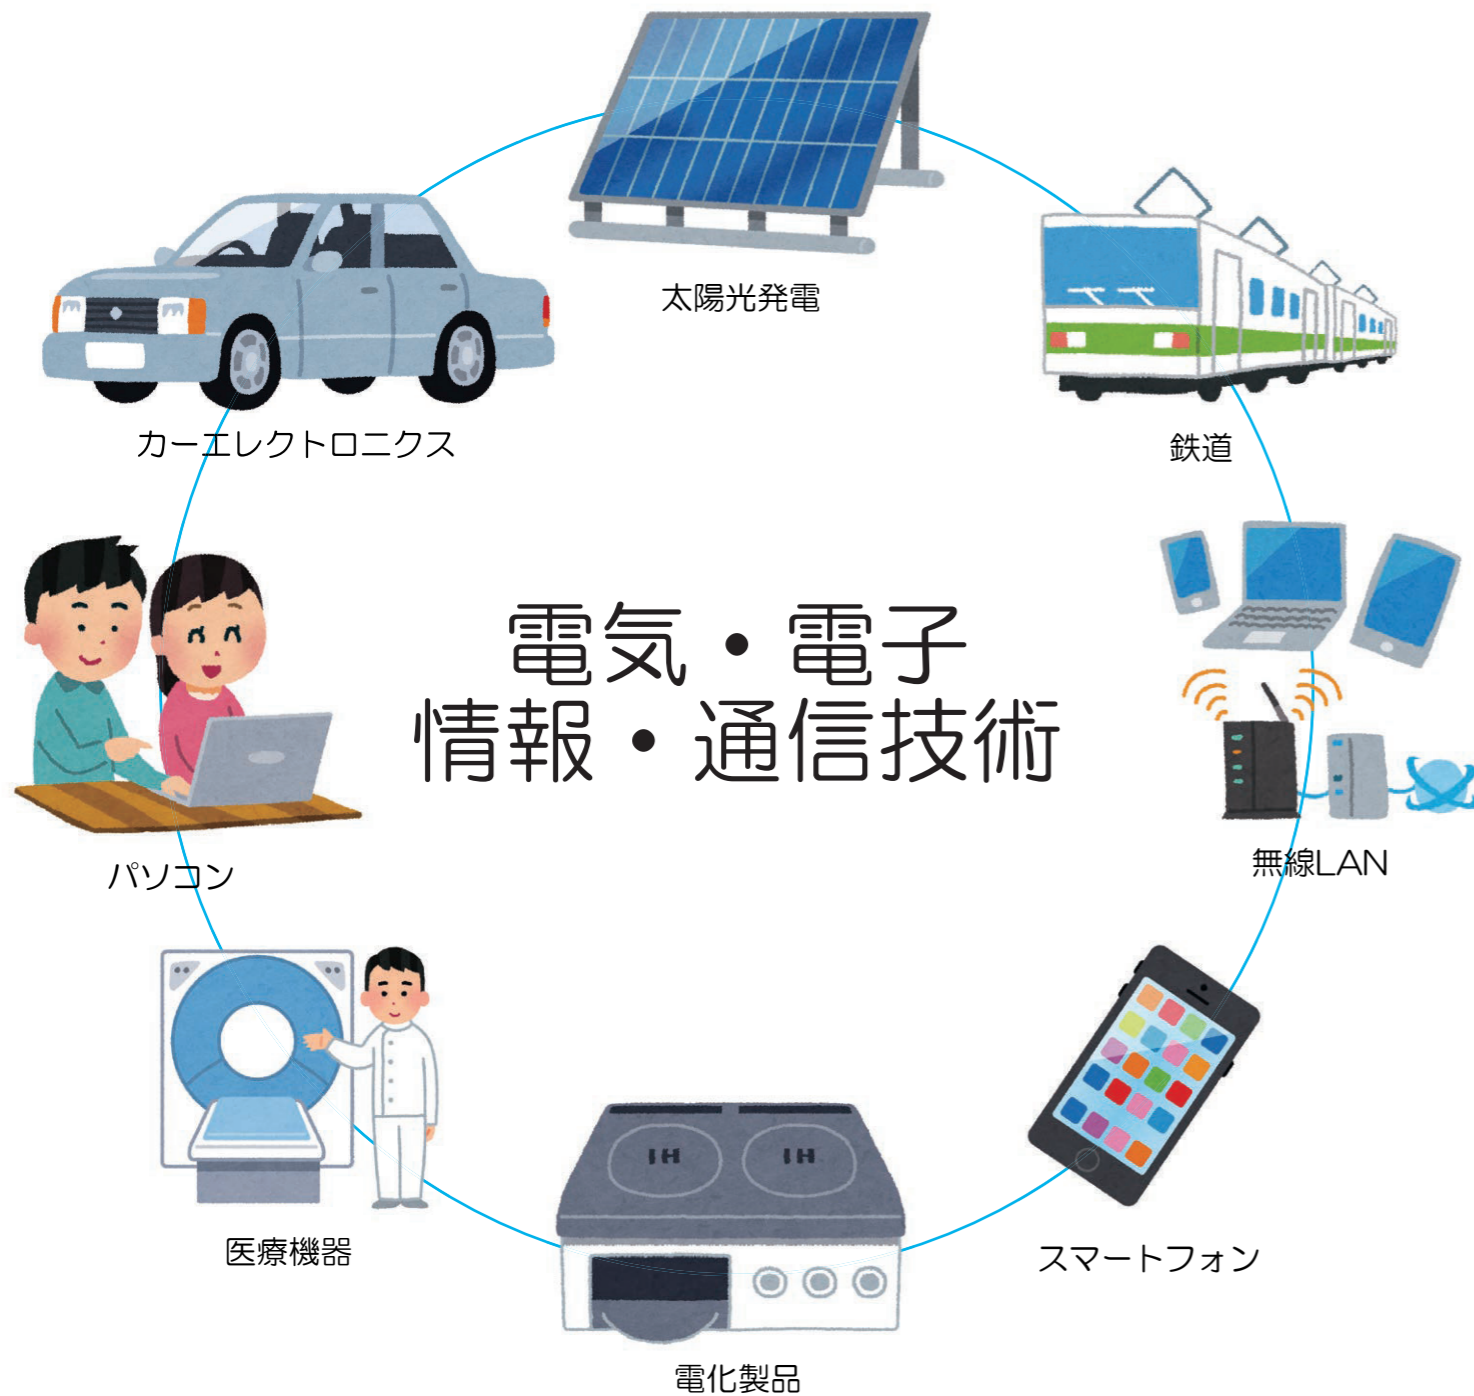 太陽光発電
カーエレクトロニクス
鉄道
電気・電子
情報・通信技術
パソコン
無線LAN
IH
IH
医療機器
スマートフォン
電化製品